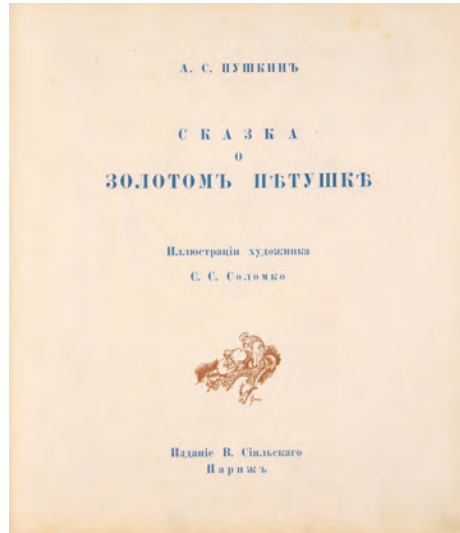 А. С. ПУШКИНЪ
СКАЗКА
О
ЗОЛОТОМЪ ПѢТУШКѢ
Иллюстраціи художника
С. С. Соломко
Изданіе В. Сіяльскаго
Парижъ